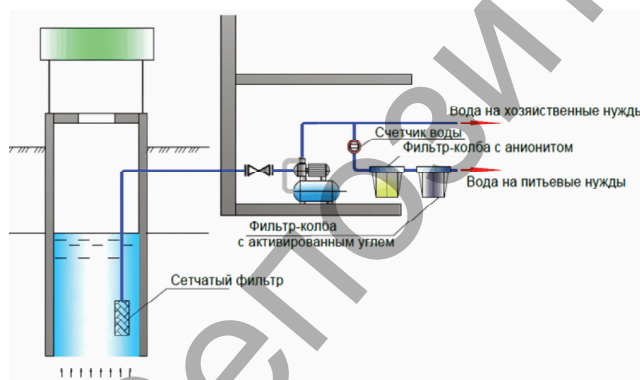 Вода на хозяйственные нужды
Счетчик воды
Фильтр-колба с анионитом
Вода на питьевые нужды
Фильтр-колба
с активированным углем
Сетчатый фильтр